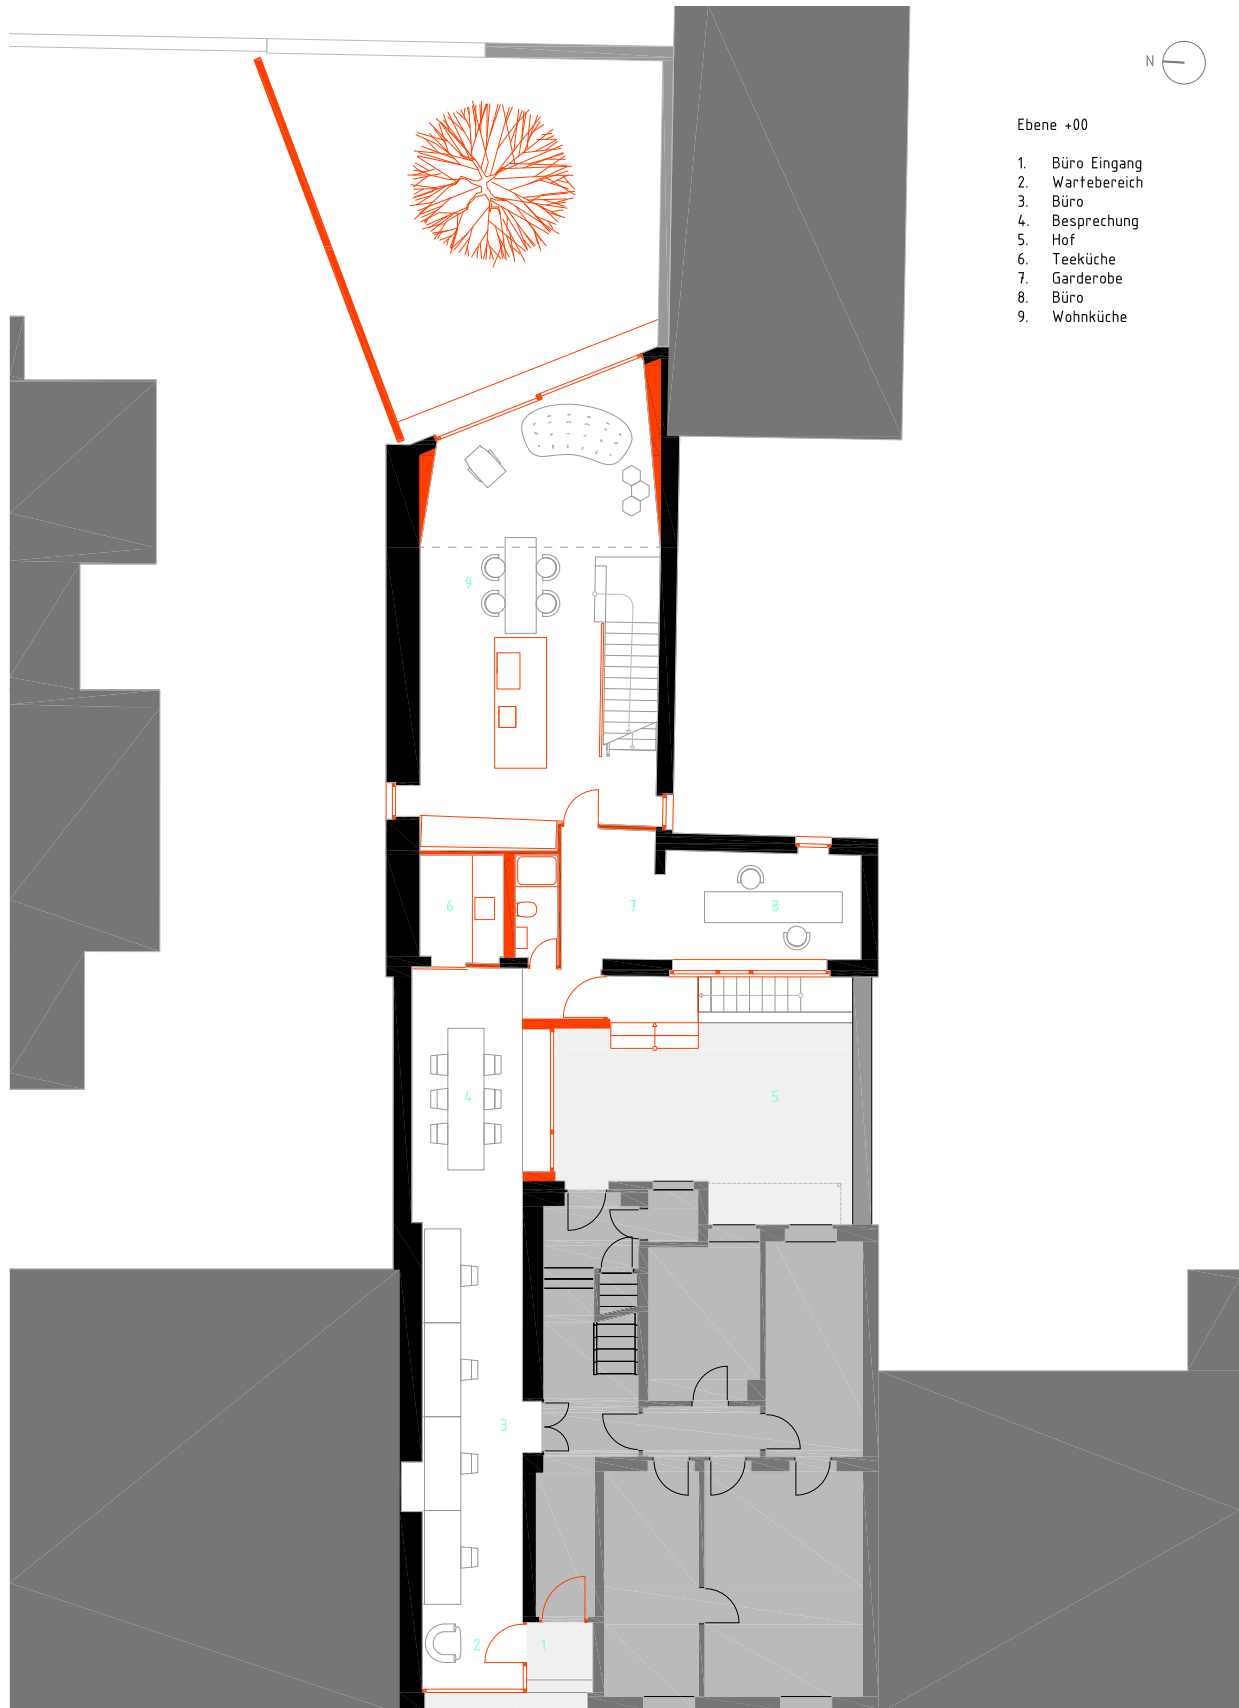 N
Ebene +00
1. Büro Eingang
2. Wartebereich
3. Büro
4. Besprechung
5. Hof
6. Teeküche
7. Garderobe
8. Büro
9. Wohnküche
9
6
7
8
4
5
3
2
1